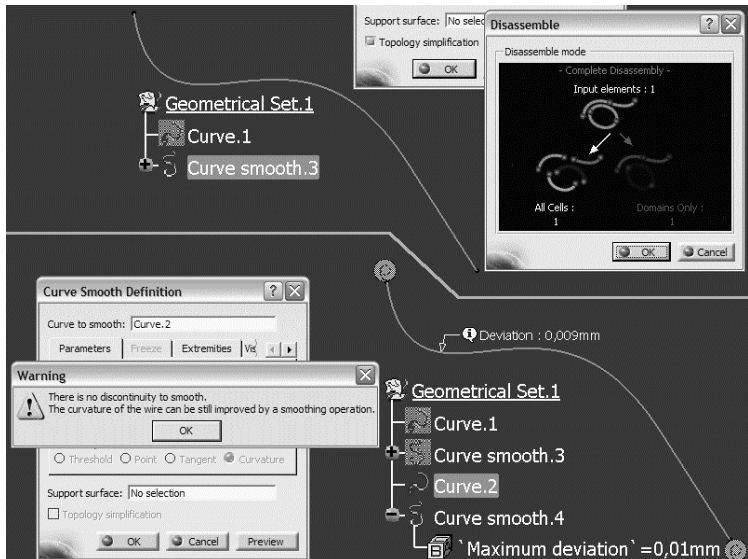 Support surface: No selec
Topology simplification
OK
Disassemble
Disassemble mode
- Complete Disassembly -
Input elements : 1
All Cells :
1
Domains Only :
1
OK
Cancel
Geometrical Set.1
Curve.1
Curve smooth.3
Curve Smooth Definition
Curve to smooth: Curve.2
Parameters Freeze Extremities Vis
Warning
There is no discontinuity to smooth.
The curvature of the wire can be still improved by a smoothing operation.
OK
Threshold Point Tangent Curvature
Support surface: No selection
Topology simplification
OK Cancel Preview
Deviation : 0,009mm
Geometrical Set.1
Curve.1
Curve smooth.3
Curve.2
Curve smooth.4
`Maximum deviation`=0,01mm